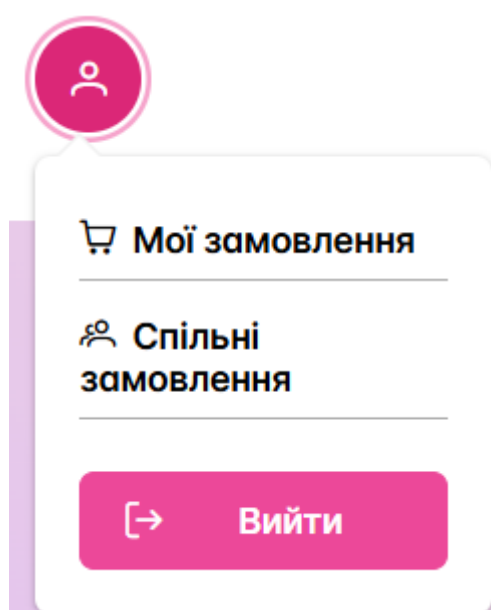 Мої замовлення
Спільні
замовлення
Вийти